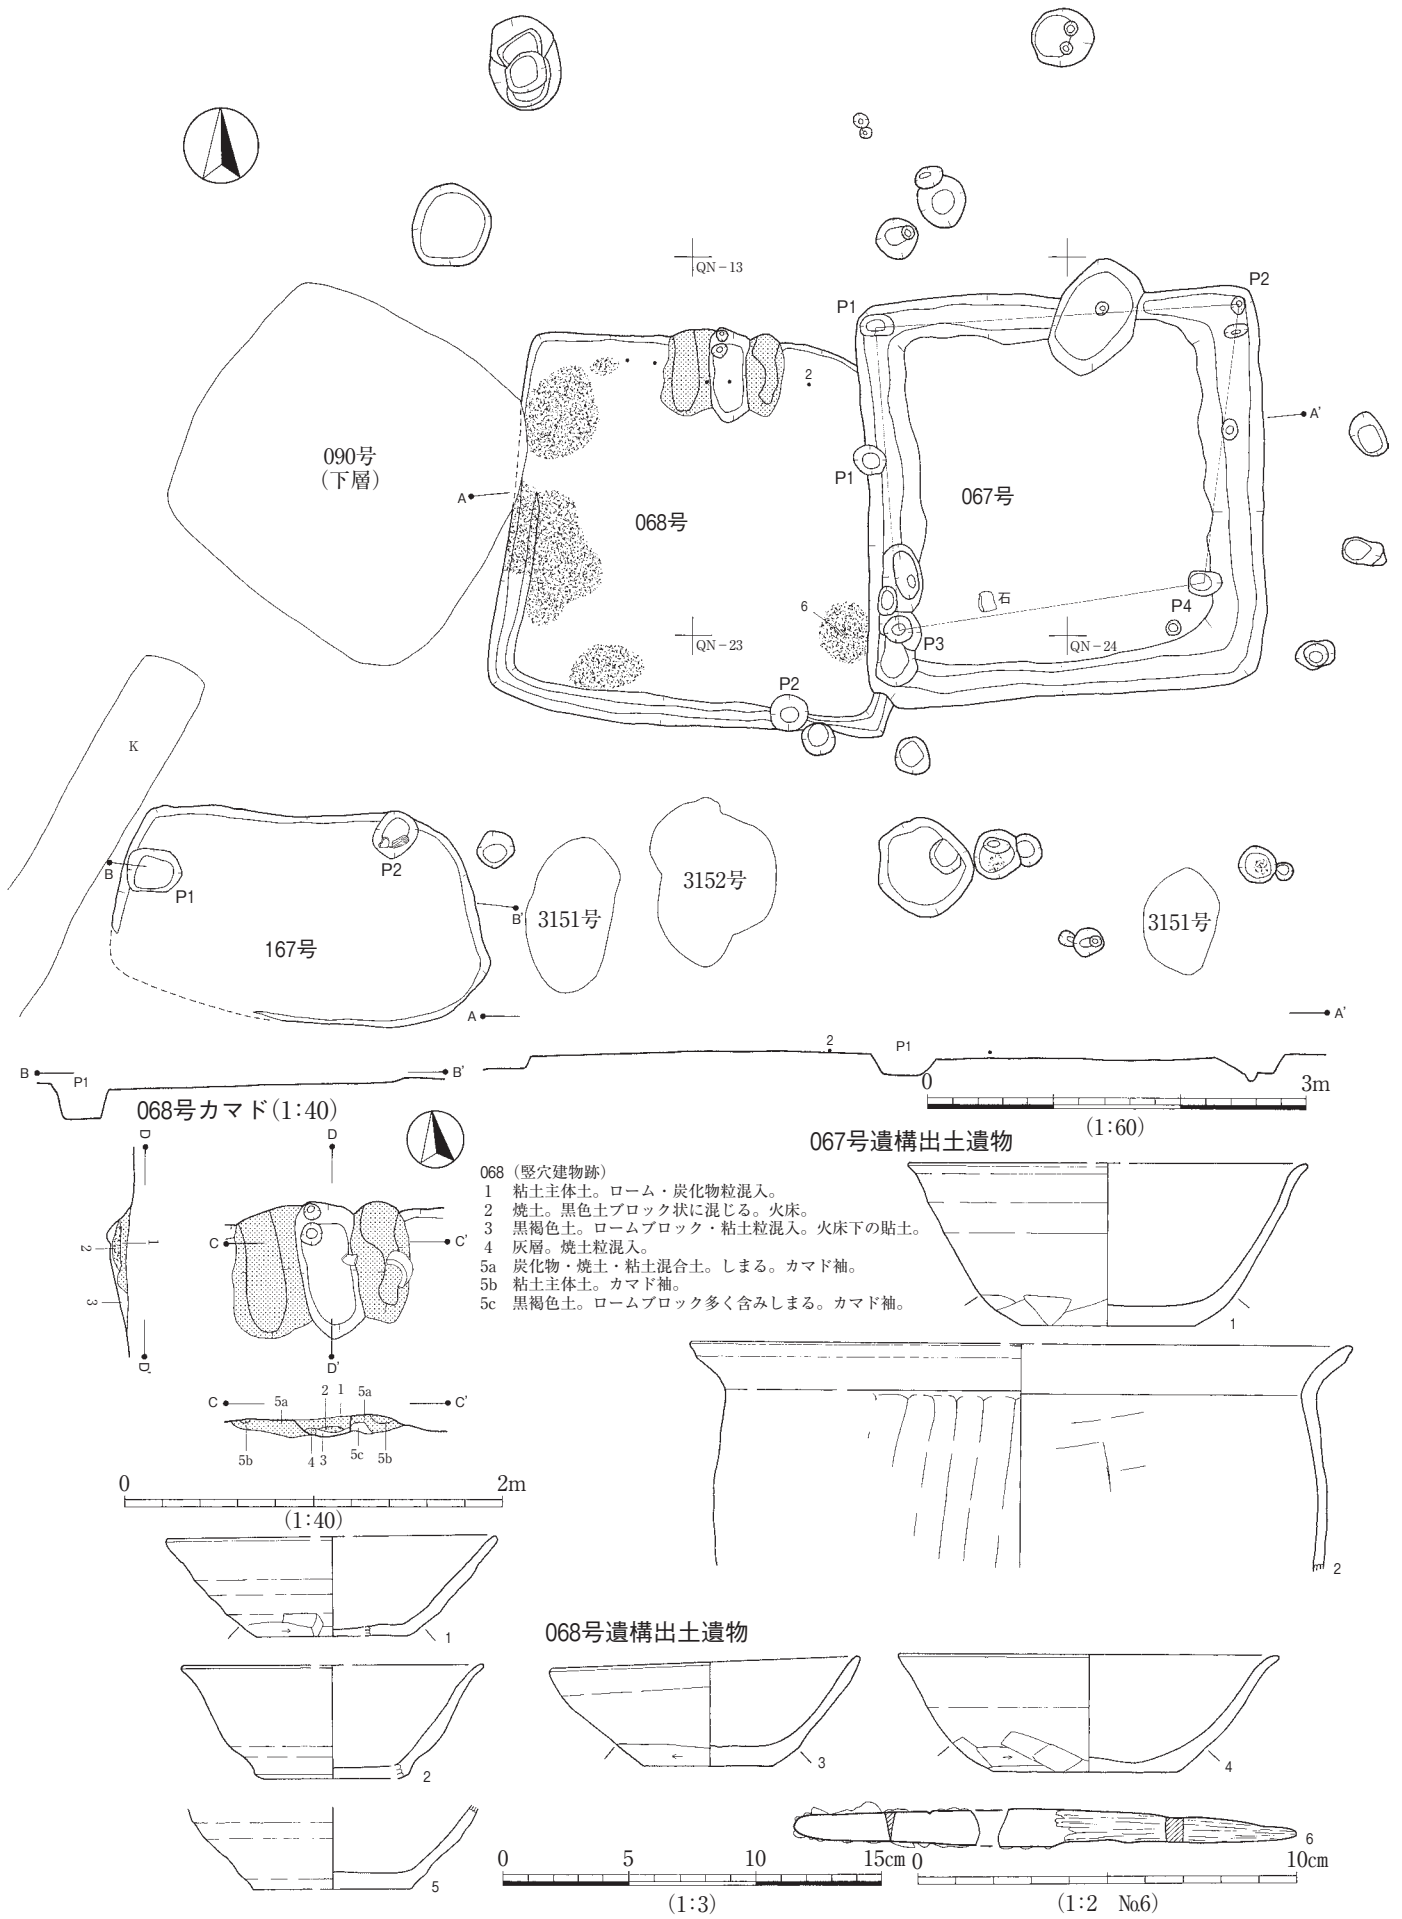 QN－13
P1
P2
2
A'
090号
(下層)
A
P1
068号
067号
6
石
P4
QN－23
P3
QN－24
P2
K
B
P1
P2
B'
167号
3151号
3152号
3151号
A
A'
2
P1
B
P1
B'
0
3m
(1:60)
068号カマド(1:40)
067号遺構出土遺物
D
D
068 (竪穴建物跡)
1 粘土主体土。ローム・炭化物粒混入。
2 焼土。黒色土ブロック状に混じる。火床。
3 黒褐色土。ロームブロック・粘土粒混入。火床下の貼土。
4 灰層。焼土粒混入。
5a 炭化物・焼土・粘土混合土。しまる。カマド袖。
5b 粘土主体土。カマド袖。
5c 黒褐色土。ロームブロック多く含みしまる。カマド袖。
C
C'
1
2
3
D'
D'
1
C
C'
5a
2
1
5a
5b
4
3
5c
5b
0
2m
(1:40)
2
1
068号遺構出土遺物
2
3
4
5
6
0
5
10
15cm
(1:3)
0
10cm
(1:2 №6)